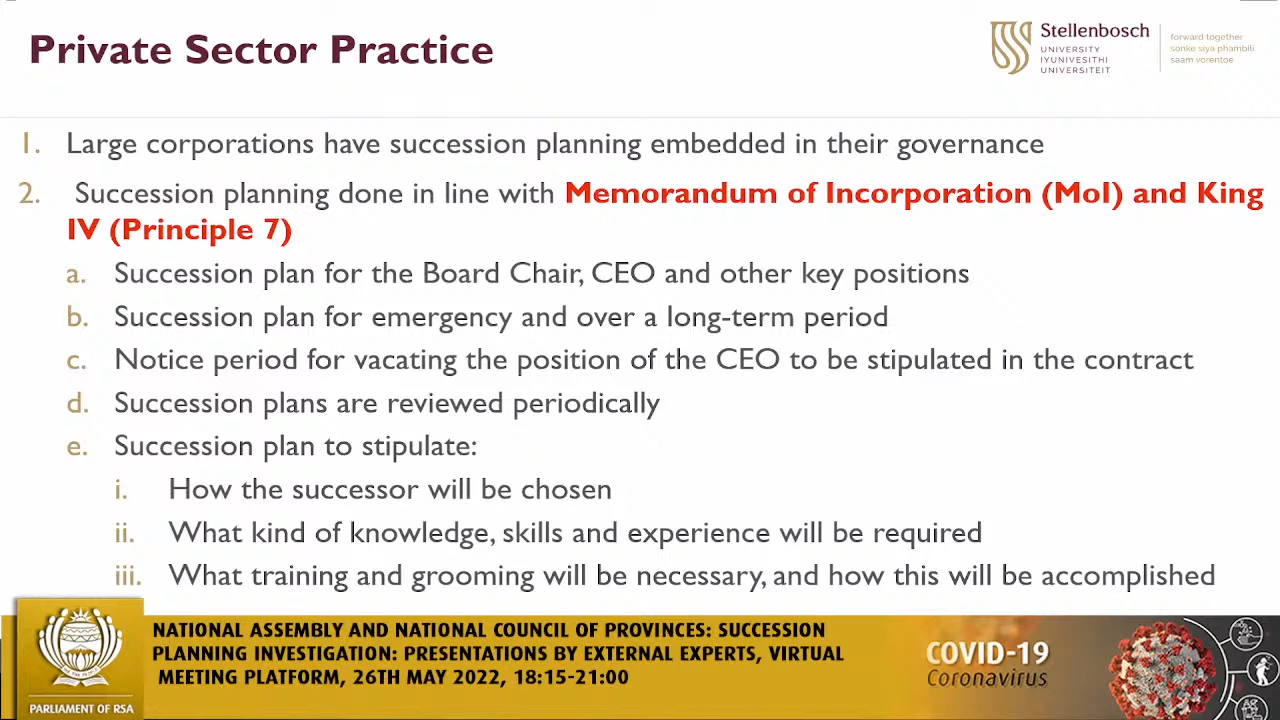 Private Sector Practice
Stellenbosch
UNIVERSITY
IYUNIVESITHI
UNIVERSITEIT
forward together
sonke siya phambili
saam vorentoe
1. Large corporations have succession planning embedded in their governance
2. Succession planning done in line with Memorandum of Incorporation (MoI) and King
IV (Principle 7)
a. Succession plan for the Board Chair, CEO and other key positions
b. Succession plan for emergency and over a long-term period
c. Notice period for vacating the position of the CEO to be stipulated in the contract
d. Succession plans are reviewed periodically
e. Succession plan to stipulate:
i. How the successor will be chosen
ii. What kind of knowledge, skills and experience will be required
iii. What training and grooming will be necessary, and how this will be accomplished
PARLIAMENT OF RSA
NATIONAL ASSEMBLY AND NATIONAL COUNCIL OF PROVINCES: SUCCESSION
PLANNING INVESTIGATION: PRESENTATIONS BY EXTERNAL EXPERTS, VIRTUAL
MEETING PLATFORM, 26TH MAY 2022, 18:15-21:00
COVID-19
Coronavirus